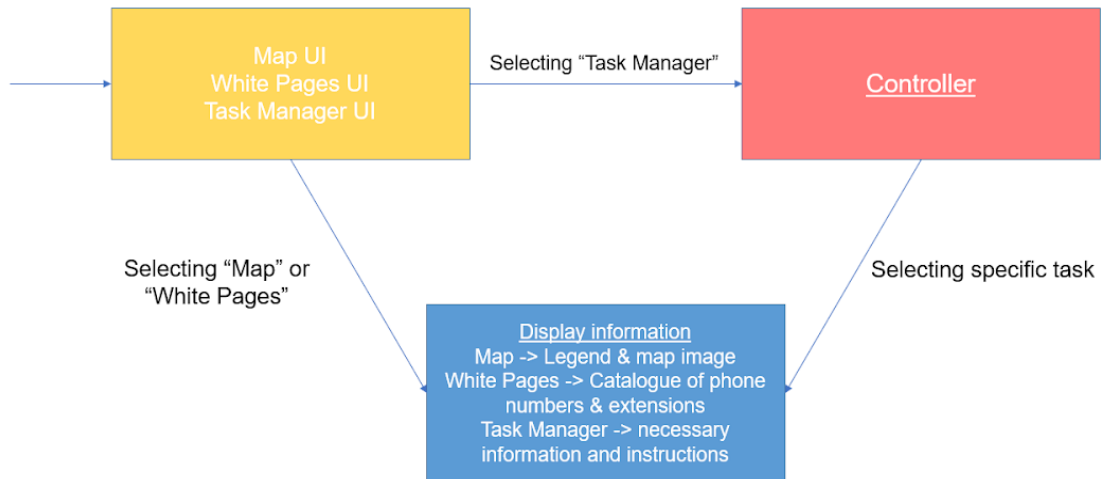 Map UI
White Pages UI
Task Manager UI
Selecting “Task Manager”
Controller
Selecting “Map” or
“White Pages”
Selecting specific task
Display information
Map -> Legend & map image
White Pages -> Catalogue of phone
numbers & extensions
Task Manager -> necessary
information and instructions